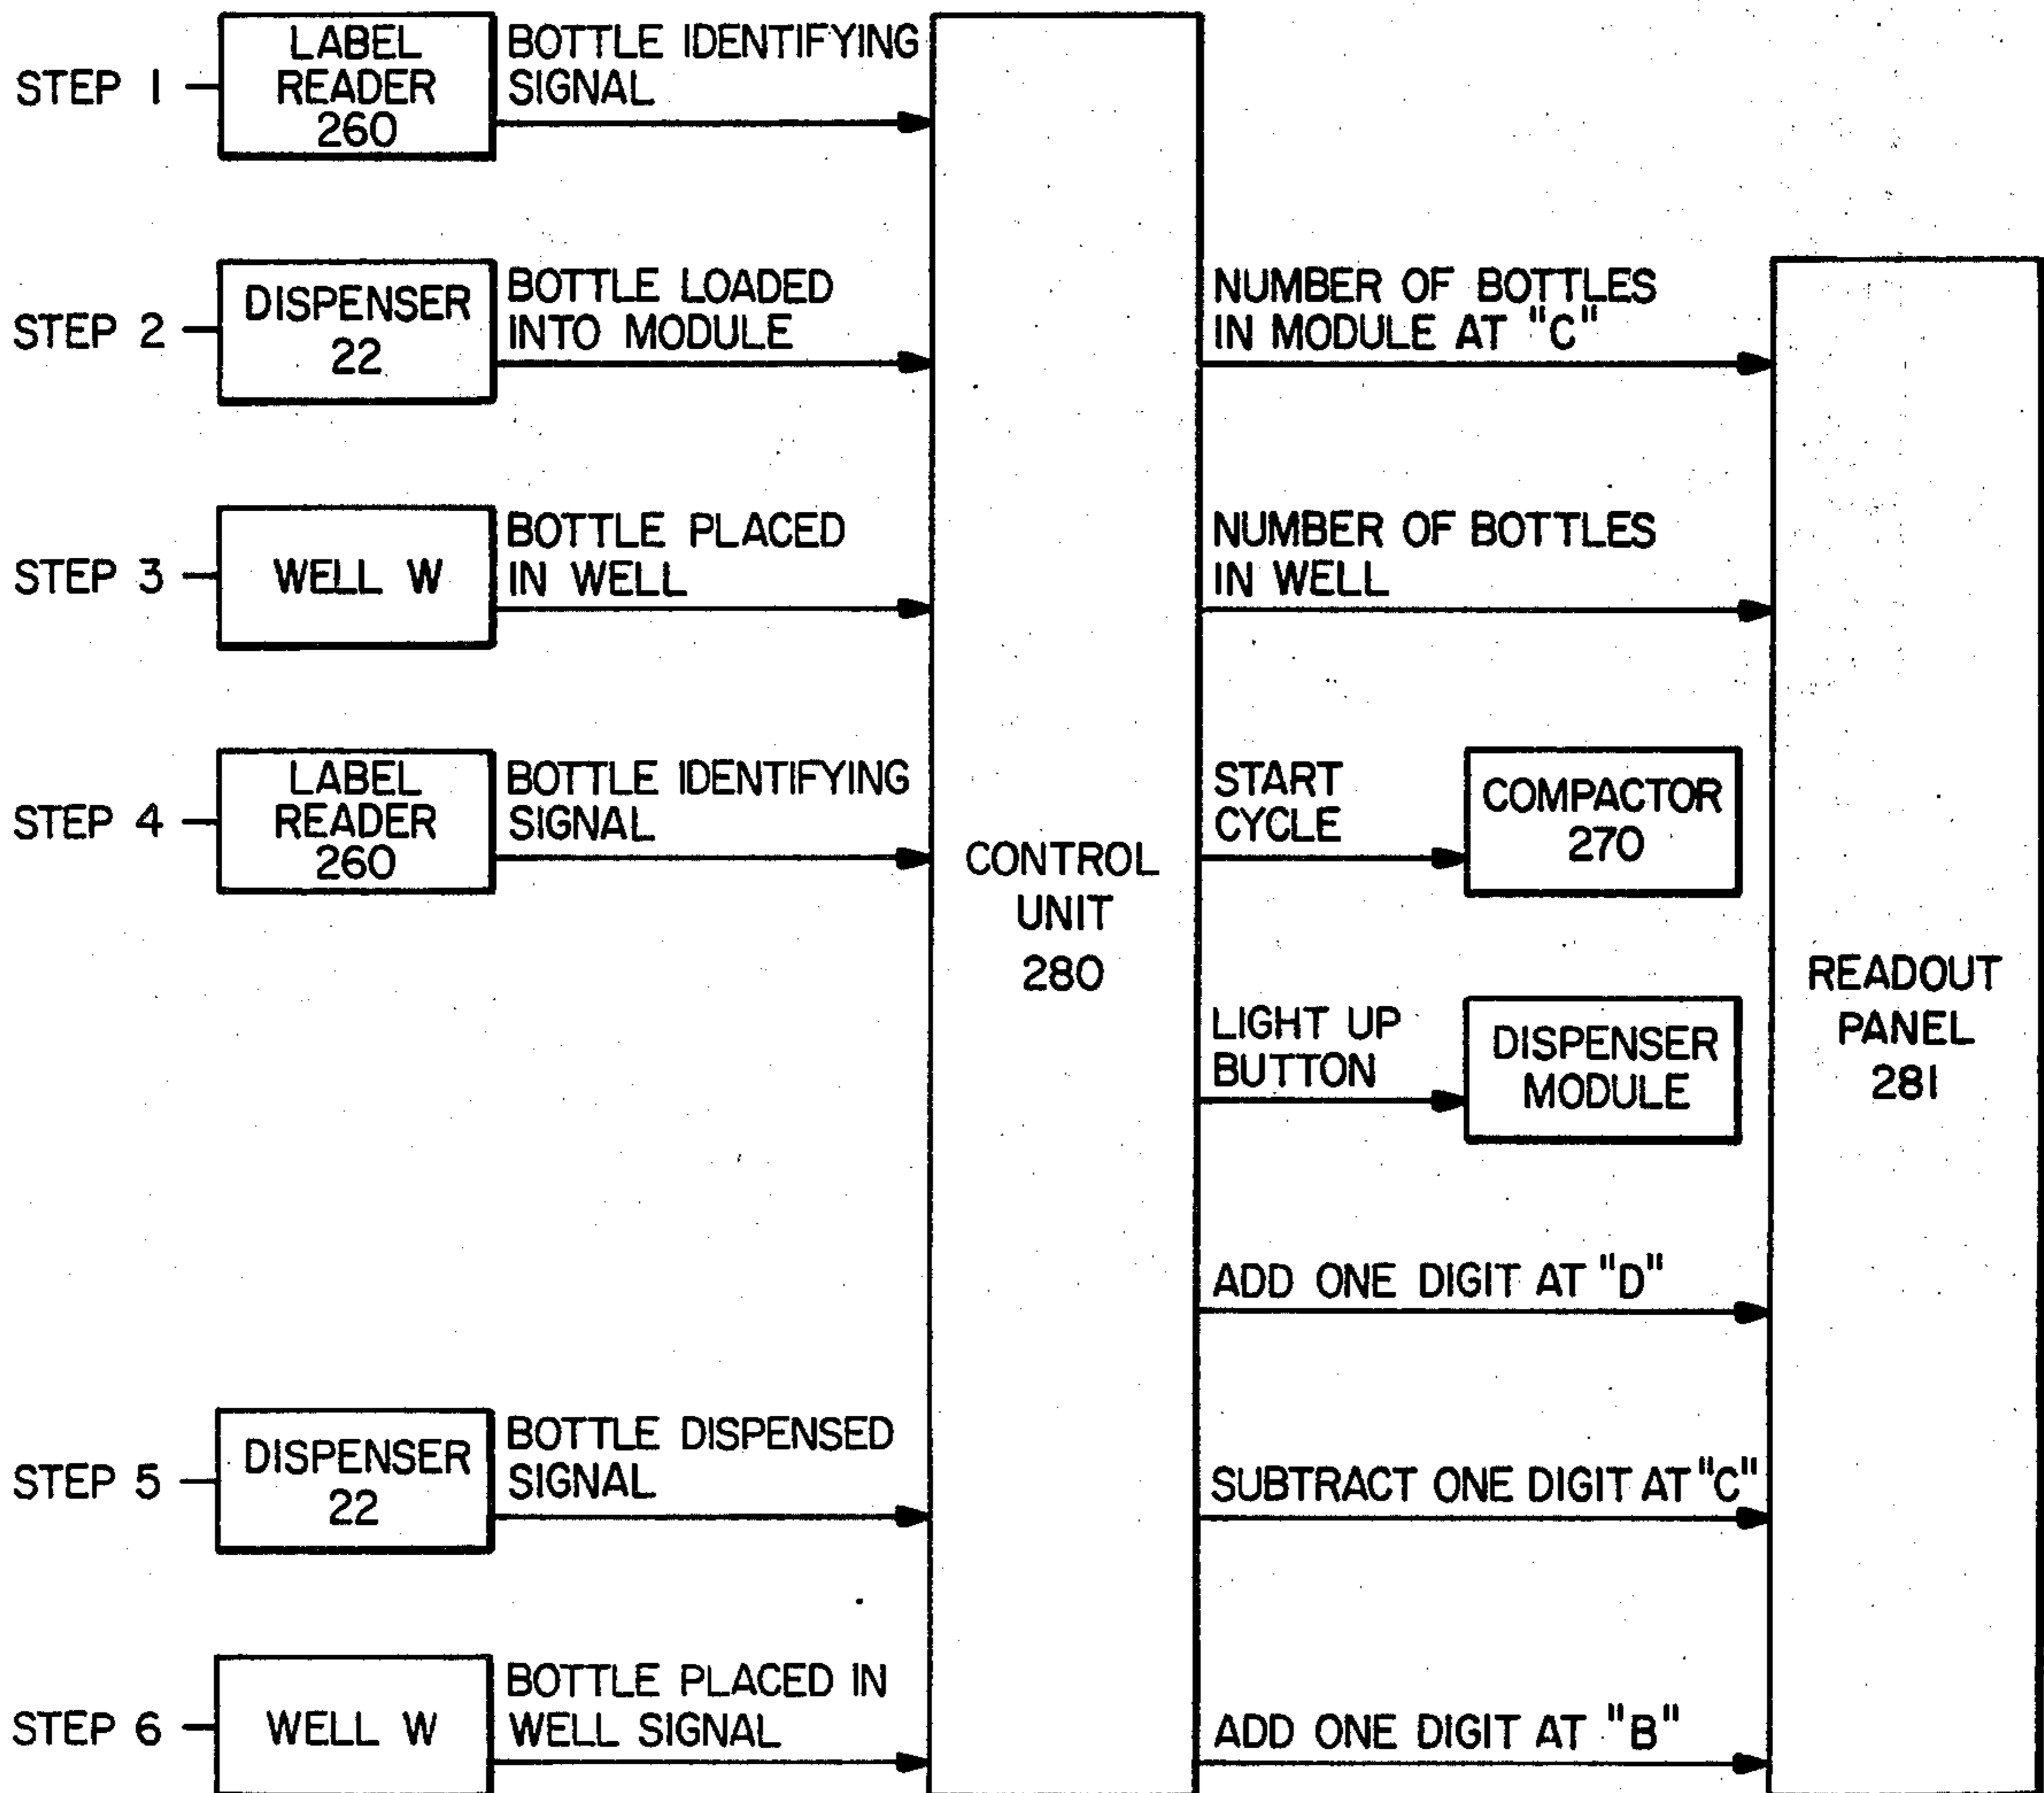 STEP 1
LABEL
READER
260
BOTTLE IDENTIFYING
SIGNAL
STEP 2
DISPENSER
22
BOTTLE LOADED
INTO MODULE
NUMBER OF BOTTLES
IN MODULE AT "C"
STEP 3
WELL W
BOTTLE PLACED
IN WELL
NUMBER OF BOTTLES
IN WELL
STEP 4
LABEL
READER
260
BOTTLE IDENTIFYING
SIGNAL
CONTROL
UNIT
280
START
CYCLE
COMPACTOR
270
LIGHT UP
BUTTON
DISPENSER
MODULE
READOUT
PANEL
281
ADD ONE DIGIT AT "D"
STEP 5
DISPENSER
22
BOTTLE DISPENSED
SIGNAL
SUBTRACT ONE DIGIT AT "C"
STEP 6
WELL W
BOTTLE PLACED IN
WELL SIGNAL
ADD ONE DIGIT AT "B"